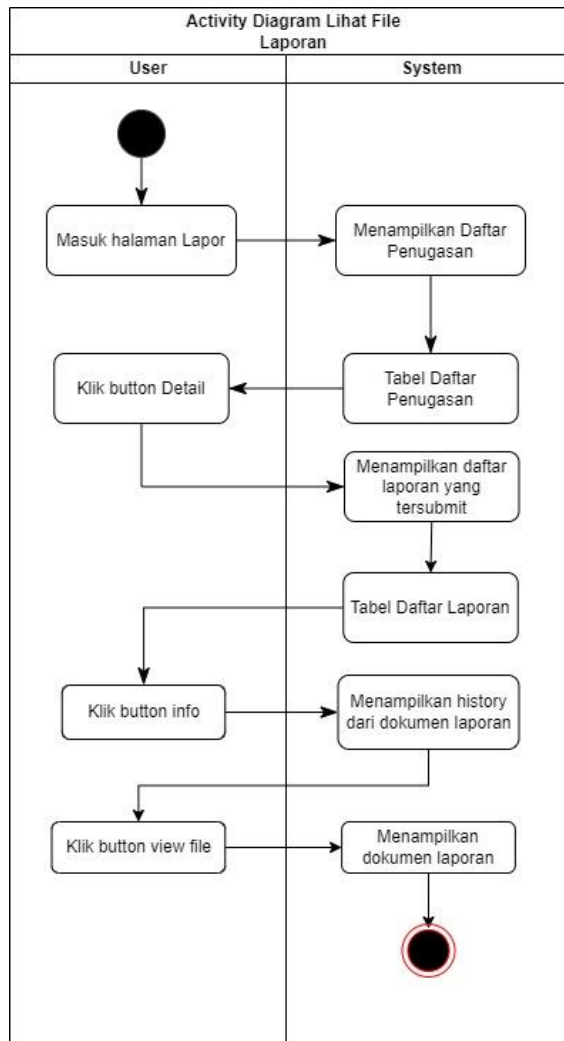 Activity Diagram Lihat File
Laporan
User
System
Masuk halaman Lapor
Menampilkan Daftar
Penugasan
Klik button Detail
Tabel Daftar
Penugasan
Menampilkan daftar
laporan yang
tersubmit
Tabel Daftar Laporan
Klik button info
Menampilkan history
dari dokumen laporan
Klik button view file
Menampilkan
dokumen laporan